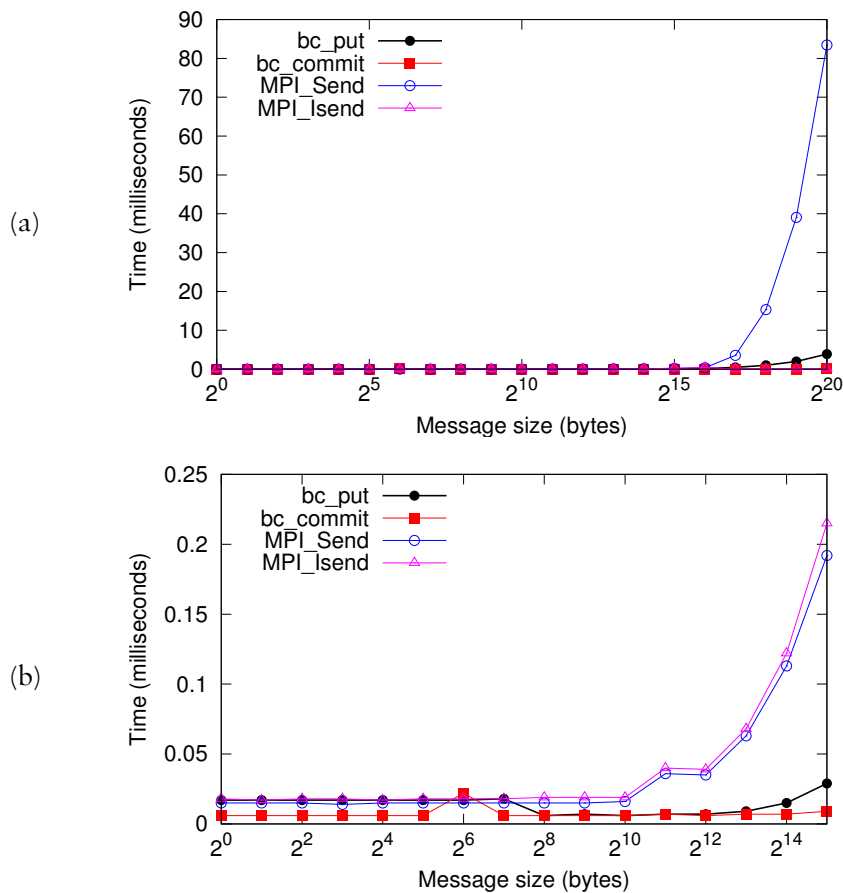 (a)
Time (milliseconds)
90
80
70
60
50
40
30
20
10
0
bc_put
bc_commit
MPI_Send
MPI_Isend
2^0 2^5 2^10 2^15 2^20
Message size (bytes)
(b)
Time (milliseconds)
0.25
0.2
0.15
0.1
0.05
0
bc_put
bc_commit
MPI_Send
MPI_Isend
2^0 2^2 2^4 2^6 2^8 2^10 2^12 2^14
Message size (bytes)